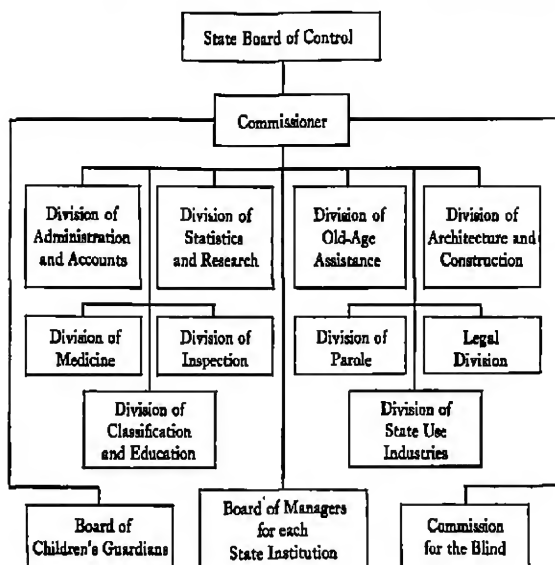 State Board of Control
Commissioner
Division of
Administration
and Accounts
Division of
Statistics
and Research
Division of
Old-Age
Assistance
Division of
Architecture and
Construction
Division of
Medicine
Division of
Inspection
Division of
Parole
Legal
Division
Division of
Classification
and Education
Division of
State Use
Industries
Board of
Children's Guardians
Board of Managers
for each
State Institution
Commission
for the Blind